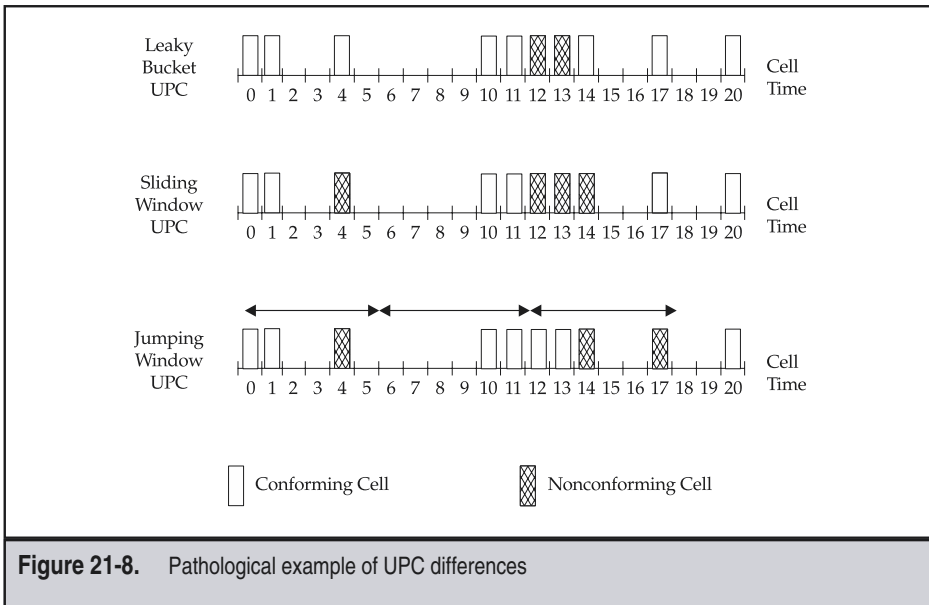 Leaky
Bucket
UPC
0 1 2 3 4 5 6 7 8 9 10 11 12 13 14 15 16 17 18 19 20
Cell
Time
Sliding
Window
UPC
0 1 2 3 4 5 6 7 8 9 10 11 12 13 14 15 16 17 18 19 20
Cell
Time
Jumping
Window
UPC
0 1 2 3 4 5 6 7 8 9 10 11 12 13 14 15 16 17 18 19 20
Cell
Time
Conforming Cell
Nonconforming Cell
Figure 21-8. Pathological example of UPC differences